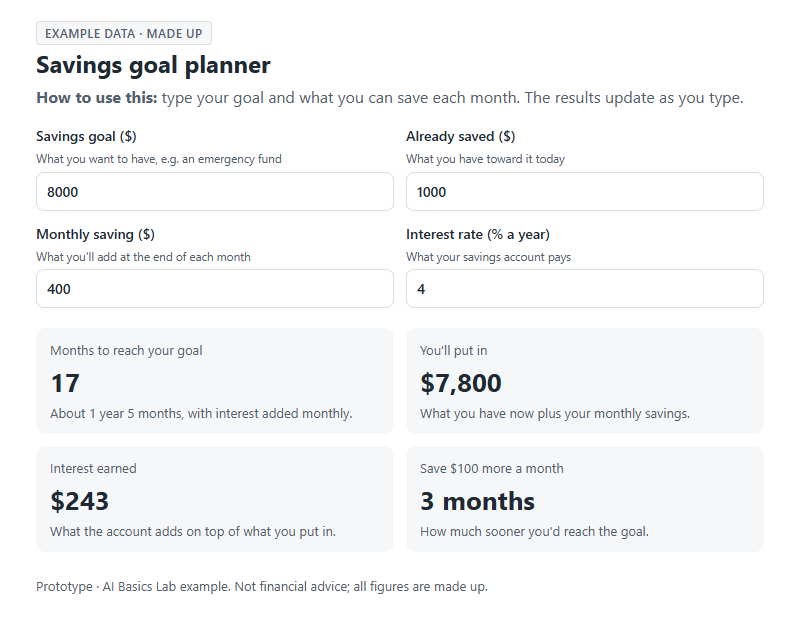 EXAMPLE DATA · MADE UP
Savings goal planner
How to use this: type your goal and what you can save each month. The results update as you type.
Savings goal ($)
What you want to have, e.g. an emergency fund
8000
Already saved ($)
What you have toward it today
1000
Monthly saving ($)
What you'll add at the end of each month
400
Interest rate (% a year)
What your savings account pays
4
Months to reach your goal
17
About 1 year 5 months, with interest added monthly.
You'll put in
$7,800
What you have now plus your monthly savings.
Interest earned
$243
What the account adds on top of what you put in.
Save $100 more a month
3 months
How much sooner you'd reach the goal.
Prototype · AI Basics Lab example. Not financial advice; all figures are made up.